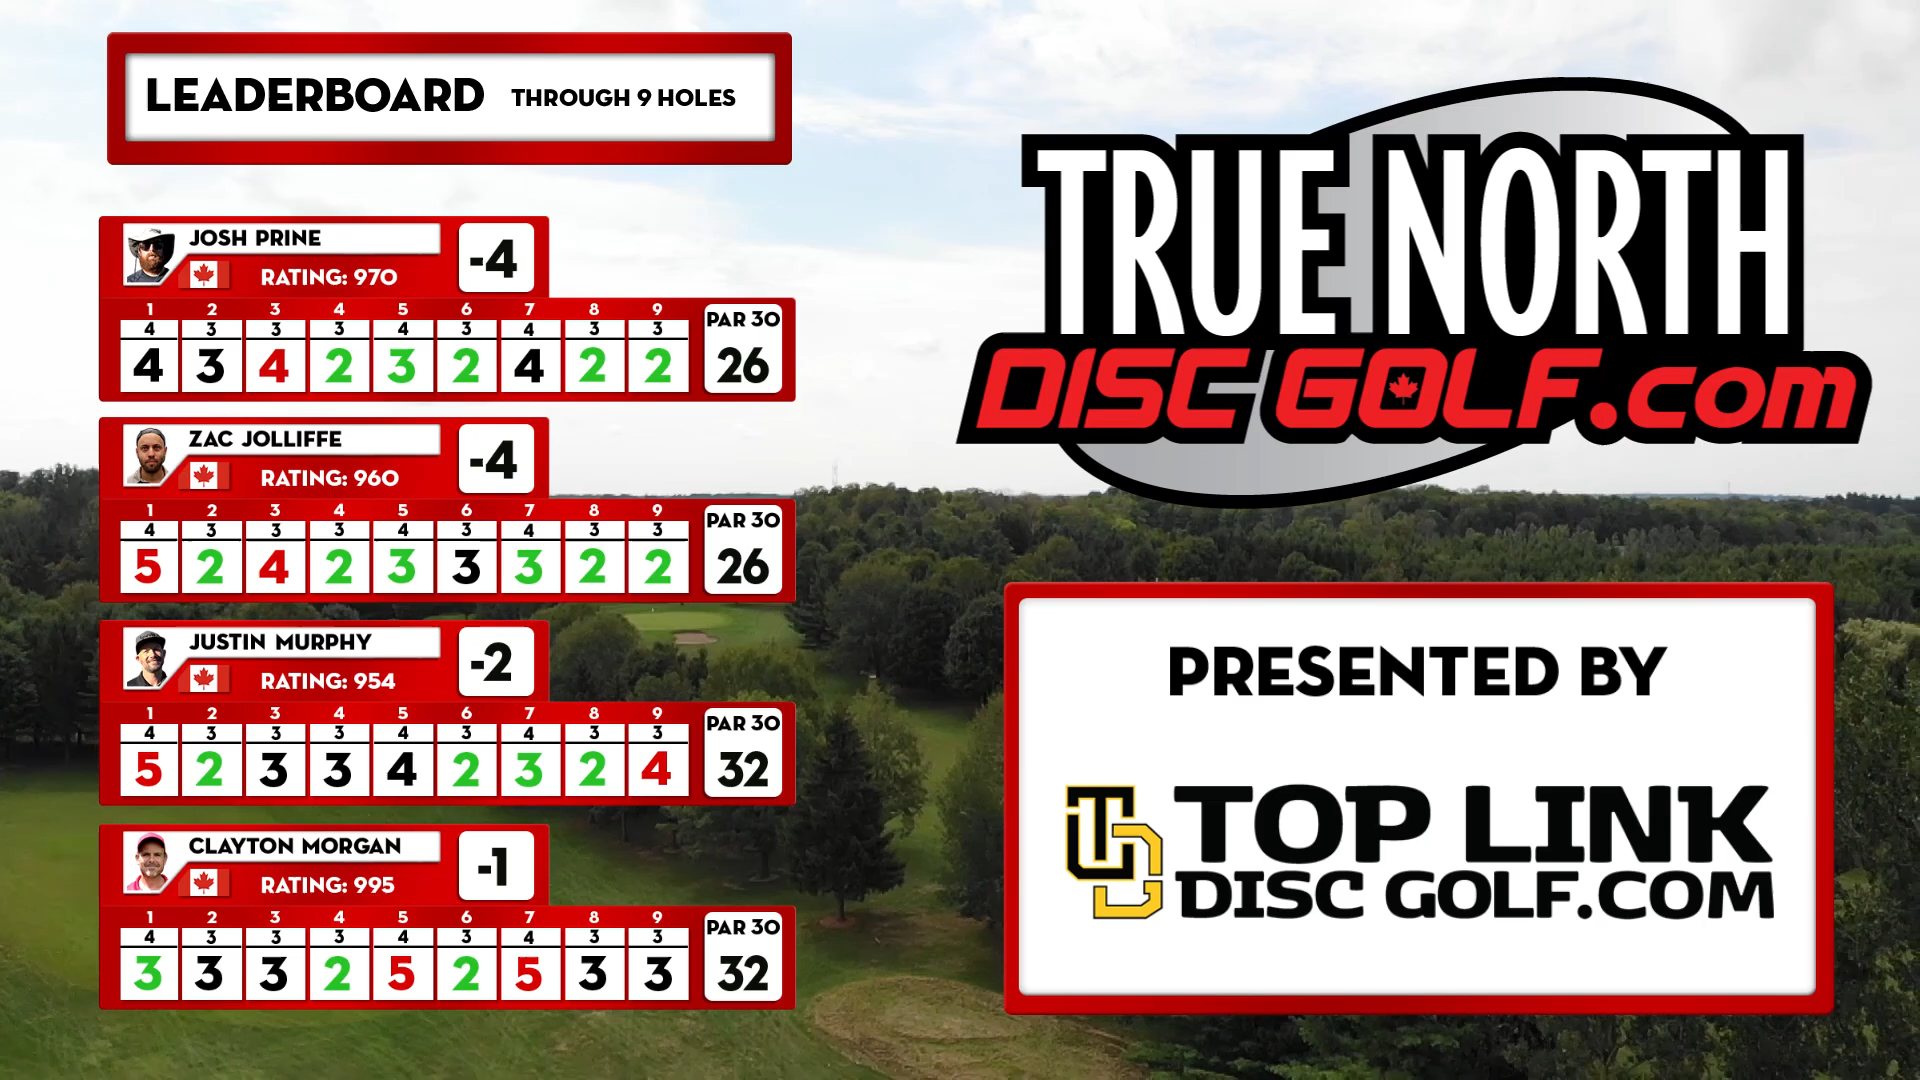 LEADERBOARD THROUGH 9 HOLES
JOSH PRINE
RATING: 970
-4
1 2 3 4 5 6 7 8 9
4 3 3 3 4 3 4 3 3
4 3 4 2 3 2 4 2 2
PAR 30
26
ZAC JOLLIFFE
RATING: 960
-4
1 2 3 4 5 6 7 8 9
4 3 3 3 4 3 4 3 3
5 2 4 2 3 3 3 2 2
PAR 30
26
JUSTIN MURPHY
RATING: 954
-2
1 2 3 4 5 6 7 8 9
4 3 3 3 4 3 4 3 3
5 2 3 3 4 2 3 2 4
PAR 30
32
CLAYTON MORGAN
RATING: 995
-1
1 2 3 4 5 6 7 8 9
4 3 3 3 4 3 4 3 3
3 3 3 2 5 2 5 3 3
PAR 30
32
TRUE NORTH
DISC GOLF.com
PRESENTED BY
TOP LINK
DISC GOLF.COM